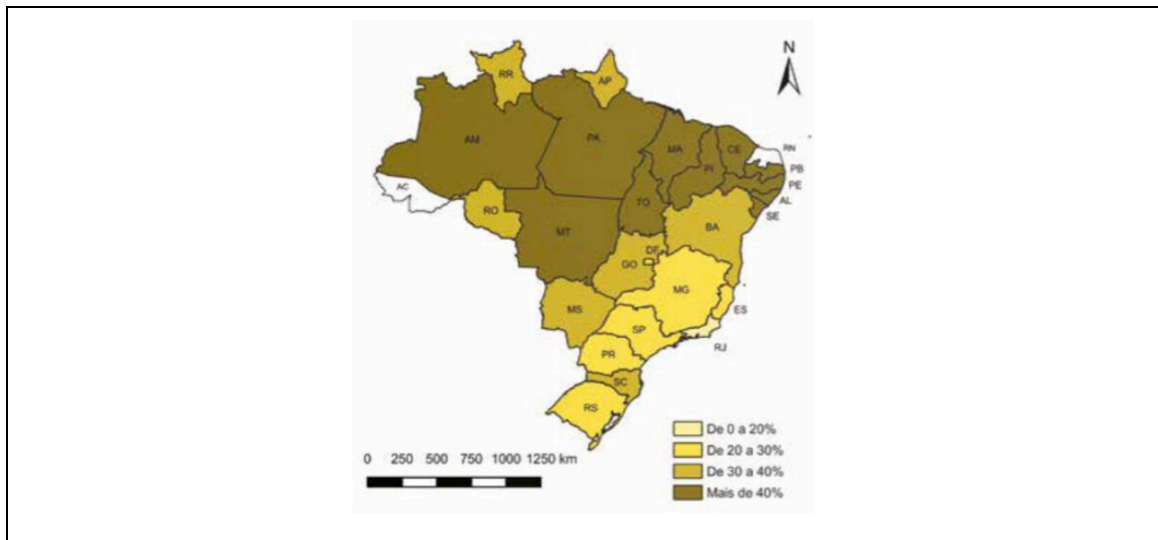 N
RR
AP
AM
PA
MA
CE
RN
PI
PB
PE
AC
TO
AL
RO
SE
MT
BA
DF
GO
MG
MS
ES
SP
RJ
PR
SC
RS
De 0 a 20%
De 20 a 30%
De 30 a 40%
Mais de 40%
0 250 500 750 1000 1250 km